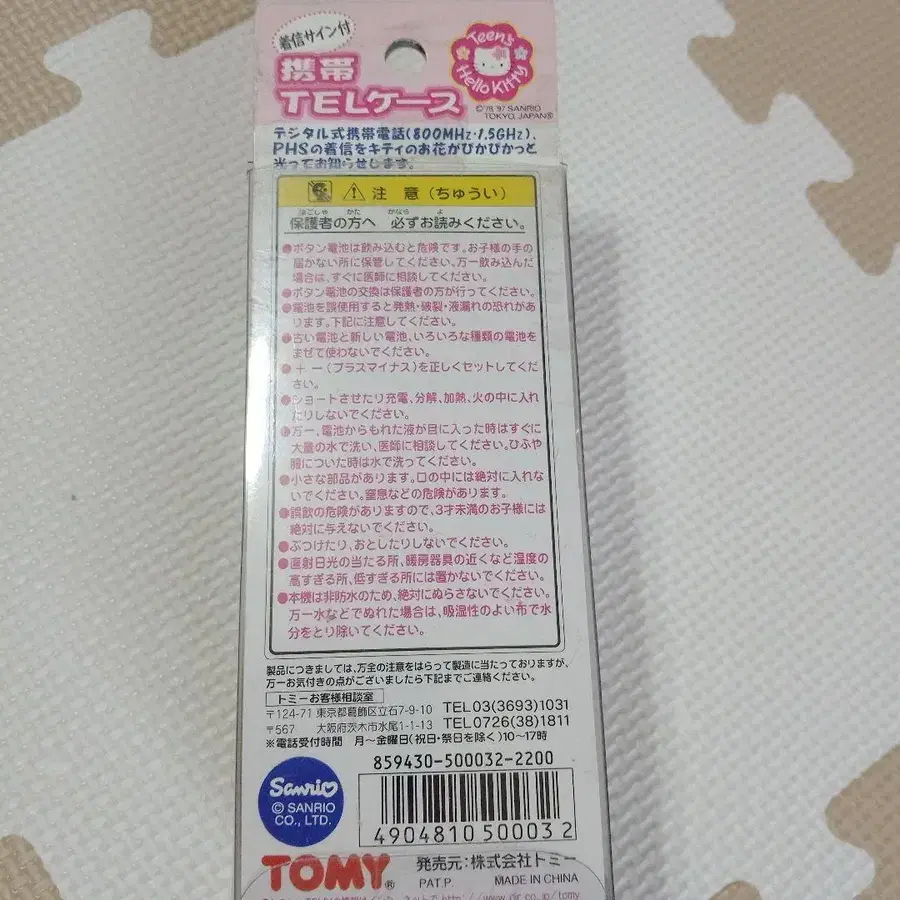 着信サイン付
携帯
TELケース
Teen's
Hello Kitty
©'76,'97 SANRIO
TOKYO, JAPAN®
デジタル式携帯電話(800MHz・1.5GHz)、
PHSの着信をキティのお花がぴかぴかっと
光ってお知らせします。
注 意(ちゅうい)
ほごしゃ かた かなら よ
保護者の方へ 必ずお読みください。
●ボタン電池は飲み込むと危険です。お子様の手の
届かない所に保管してください。万一飲み込んだ
場合は、すぐに医師に相談してください。
●ボタン電池の交換は保護者の方が行ってください。
●電池を誤使用すると発熱・破裂・液漏れの恐れがあ
ります。下記に注意してください。
●古い電池と新しい電池、いろいろな種類の電池を
まぜて使わないでください。
●+-(プラスマイナス)を正しくセットしてくだ
さい。
●ショートさせたり充電、分解、加熱、火の中に入れ
たりしないでください。
●万一、電池からもれた液が目に入った時はすぐに
大量の水で洗い、医師に相談してください。ひふや
服についた時は水で洗ってください。
●小さな部品があります。口の中には絶対に入れな
いでください。窒息などの危険があります。
●誤飲の危険がありますので、3才未満のお子様には
絶対に与えないでください。
●ぶつけたり、おとしたりしないでください。
●直射日光の当たる所、暖房器具の近くなど温度の
高すぎる所、低すぎる所には置かないでください。
●本機は非防水のため、絶対にぬらさないでください。
万一水などでぬれた場合は、吸湿性のよい布で水
分をとり除いてください。
製品につきましては、万全の注意をはらって製造に当たっておりますが、
万一お気付きの点がございましたら下記までご連絡ください。
トミーお客様相談室
〒124-71 東京都葛飾区立石7-9-10 TEL03(3693)1031
〒567 大阪府茨木市水尾1-1-13 TEL0726(38)1811
※電話受付時間 月〜金曜日(祝日・祭日を除く)10〜17時
859430-500032-2200
Sanrio
© SANRIO
CO., LTD.
4904810500032
TOMY®
発売元:株式会社トミー
PAT.P. MADE IN CHINA